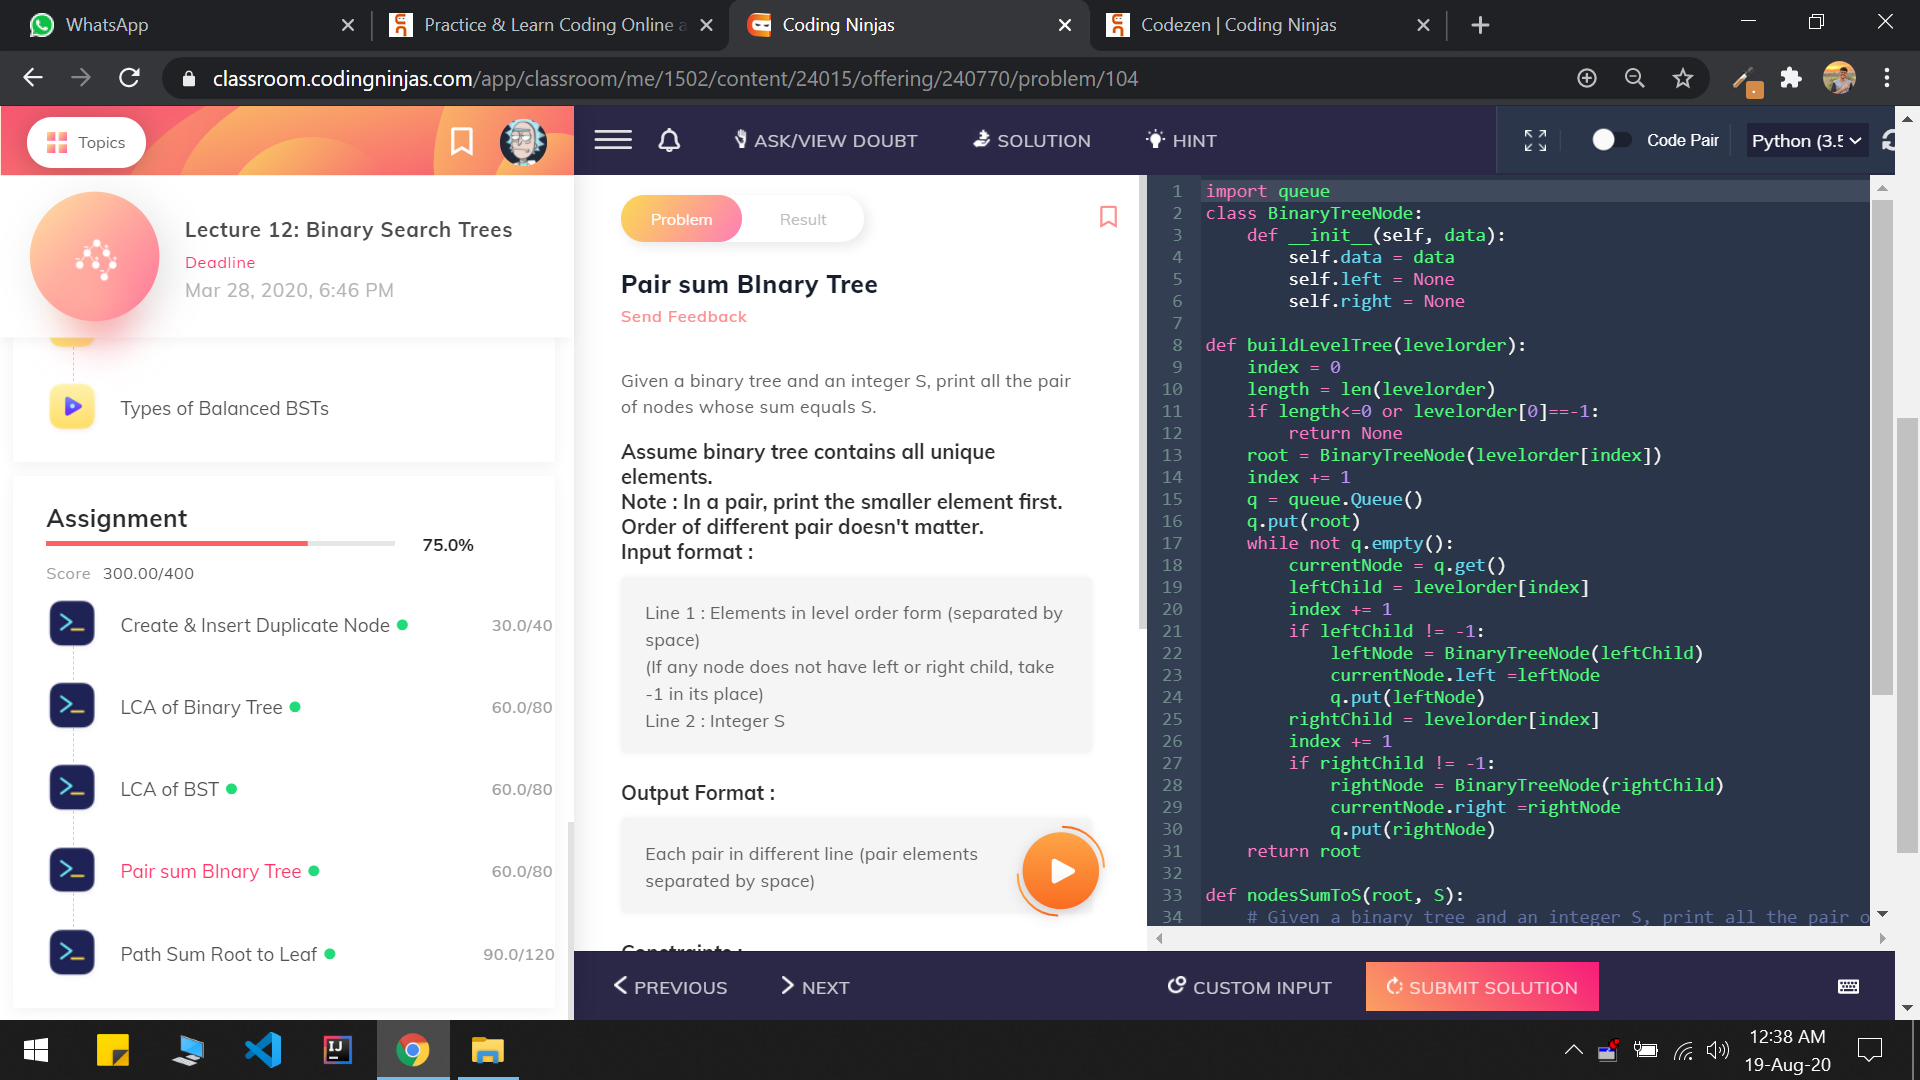 WhatsApp
Practice & Learn Coding Online a
Coding Ninjas
Codezen | Coding Ninjas
classroom.codingninjas.com/app/classroom/me/1502/content/24015/offering/240770/problem/104
Topics
Lecture 12: Binary Search Trees
Deadline
Mar 28, 2020, 6:46 PM
Types of Balanced BSTs
Assignment
75.0%
Score 300.00/400
Create & Insert Duplicate Node 30.0/40
LCA of Binary Tree 60.0/80
LCA of BST 60.0/80
Pair sum BInary Tree 60.0/80
Path Sum Root to Leaf 90.0/120
ASK/VIEW DOUBT
SOLUTION
HINT
Code Pair
Python (3.5
Problem
Result
Pair sum BInary Tree
Send Feedback
Given a binary tree and an integer S, print all the pair
of nodes whose sum equals S.
Assume binary tree contains all unique
elements.
Note : In a pair, print the smaller element first.
Order of different pair doesn't matter.
Input format :
Line 1 : Elements in level order form (separated by
space)
(If any node does not have left or right child, take
-1 in its place)
Line 2 : Integer S
Output Format :
Each pair in different line (pair elements
separated by space)
Constraints :
1 import queue
2 class BinaryTreeNode:
3     def __init__(self, data):
4         self.data = data
5         self.left = None
6         self.right = None
7
8 def buildLevelTree(levelorder):
9     index = 0
10     length = len(levelorder)
11     if length<=0 or levelorder[0]==-1:
12         return None
13     root = BinaryTreeNode(levelorder[index])
14     index += 1
15     q = queue.Queue()
16     q.put(root)
17     while not q.empty():
18         currentNode = q.get()
19         leftChild = levelorder[index]
20         index += 1
21         if leftChild != -1:
22             leftNode = BinaryTreeNode(leftChild)
23             currentNode.left =leftNode
24             q.put(leftNode)
25         rightChild = levelorder[index]
26         index += 1
27         if rightChild != -1:
28             rightNode = BinaryTreeNode(rightChild)
29             currentNode.right =rightNode
30             q.put(rightNode)
31     return root
32
33 def nodesSumToS(root, S):
34     # Given a binary tree and an integer S, print all the pair o
PREVIOUS
NEXT
CUSTOM INPUT
SUBMIT SOLUTION
12:38 AM
19-Aug-20